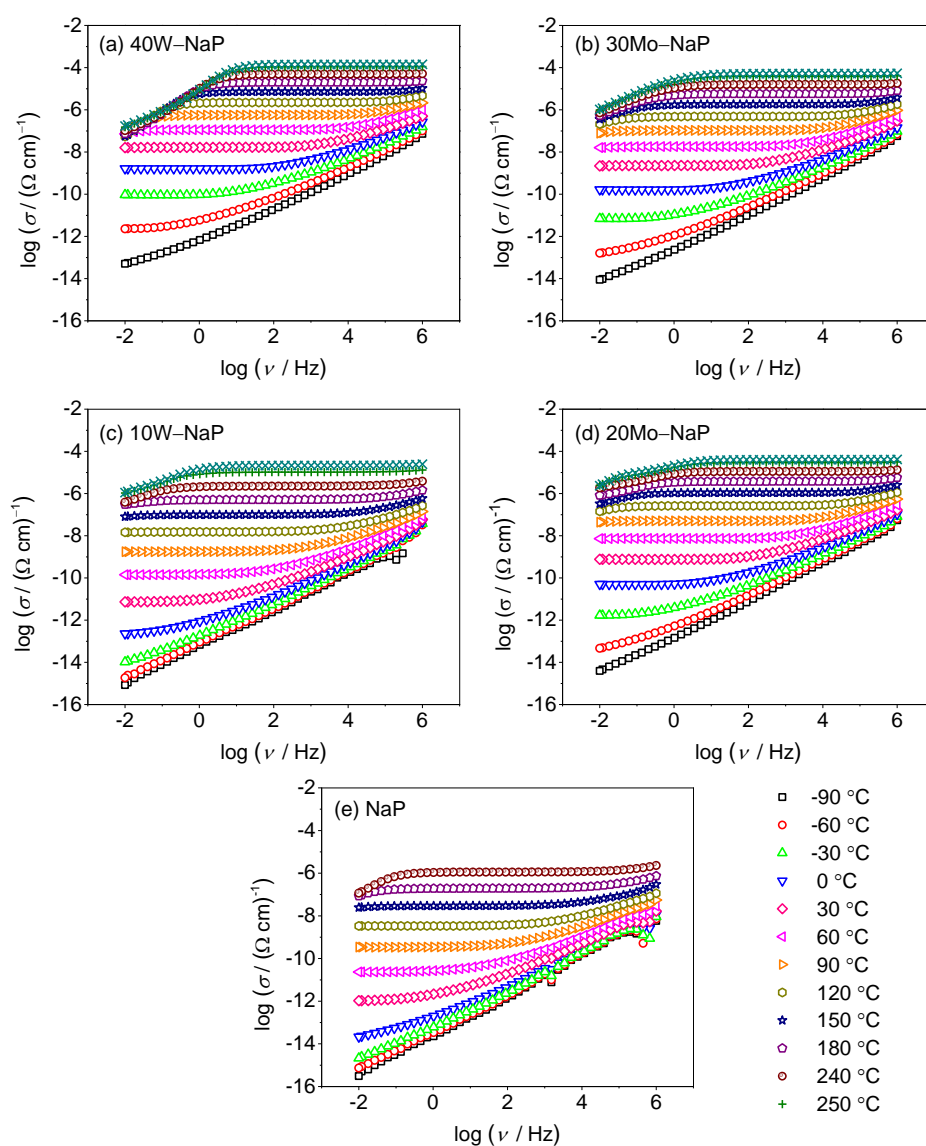 (a) 40W–NaP
log (σ / (Ω cm)⁻¹)
-2
-4
-6
-8
-10
-12
-14
-16
-2 0 2 4 6
log (ν / Hz)
(b) 30Mo–NaP
log (σ / (Ω cm)⁻¹)
-2
-4
-6
-8
-10
-12
-14
-16
-2 0 2 4 6
log (ν / Hz)
(c) 10W–NaP
log (σ / (Ω cm)⁻¹)
-2
-4
-6
-8
-10
-12
-14
-16
-2 0 2 4 6
log (ν / Hz)
(d) 20Mo–NaP
log (σ / (Ω cm)⁻¹)
-2
-4
-6
-8
-10
-12
-14
-16
-2 0 2 4 6
log (ν / Hz)
(e) NaP
log (σ / (Ω cm)⁻¹)
-2
-4
-6
-8
-10
-12
-14
-16
-2 0 2 4 6
log (ν / Hz)
-90 °C
-60 °C
-30 °C
0 °C
30 °C
60 °C
90 °C
120 °C
150 °C
180 °C
240 °C
250 °C